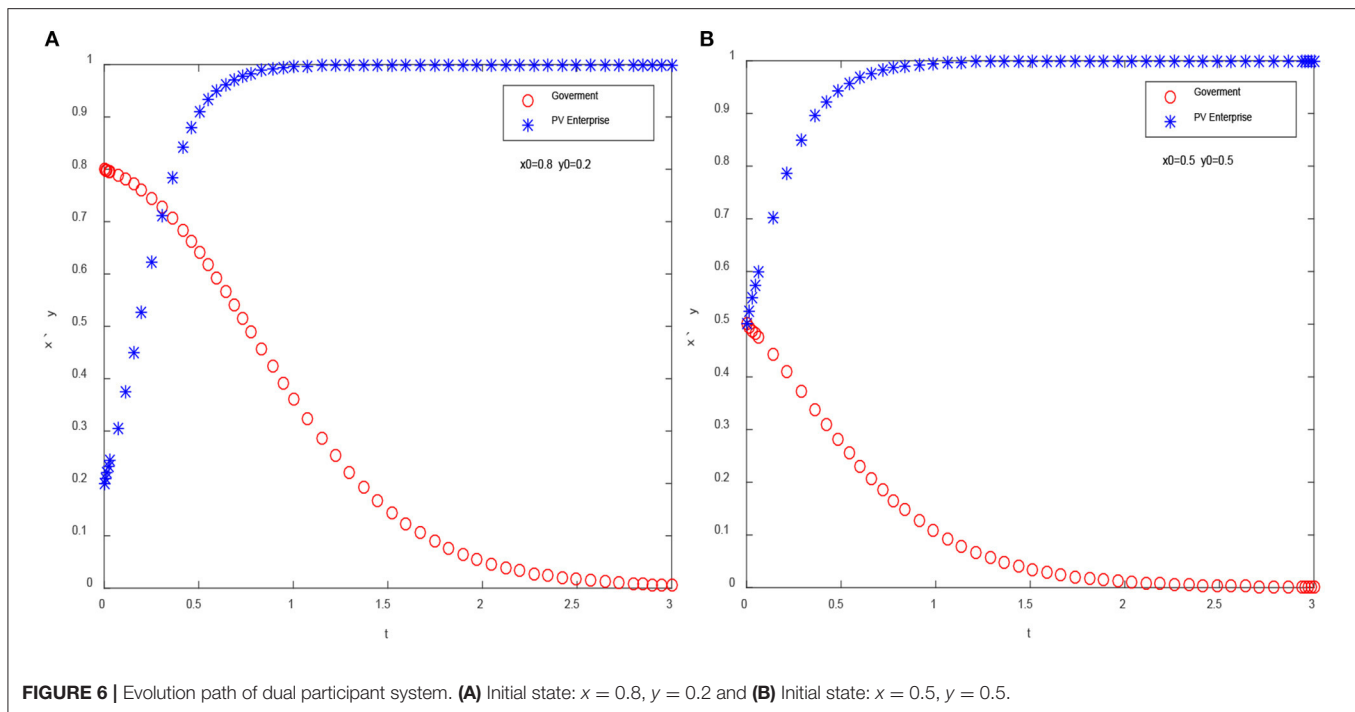 A
1
0.9
0.8
0.7
0.6
0.5
0.4
0.3
0.2
0.1
0
x` y
0 0.5 1 1.5 2 2.5 3
t
Goverment
PV Enterprise
x0=0.8 y0=0.2
B
1
0.9
0.8
0.7
0.6
0.5
0.4
0.3
0.2
0.1
0
x` y
0 0.5 1 1.5 2 2.5 3
t
Goverment
PV Enterprise
x0=0.5 y0=0.5
FIGURE 6 | Evolution path of dual participant system. (A) Initial state: x = 0.8, y = 0.2 and (B) Initial state: x = 0.5, y = 0.5.